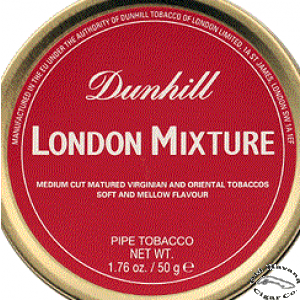 MANUFACTURED IN THE EU UNDER THE AUTHORITY OF DUNHILL TOBACCO OF LONDON LIMITED, 1A ST JAMES, LONDON SW1A 1EF
Dunhill
LONDON MIXTURE
MEDIUM CUT MATURED VIRGINIAN AND ORIENTAL TOBACCOS
SOFT AND MELLOW FLAVOUR
PIPE TOBACCO
NET WT.
1.76 oz. / 50 g ℮
Havana
Cigar Co.